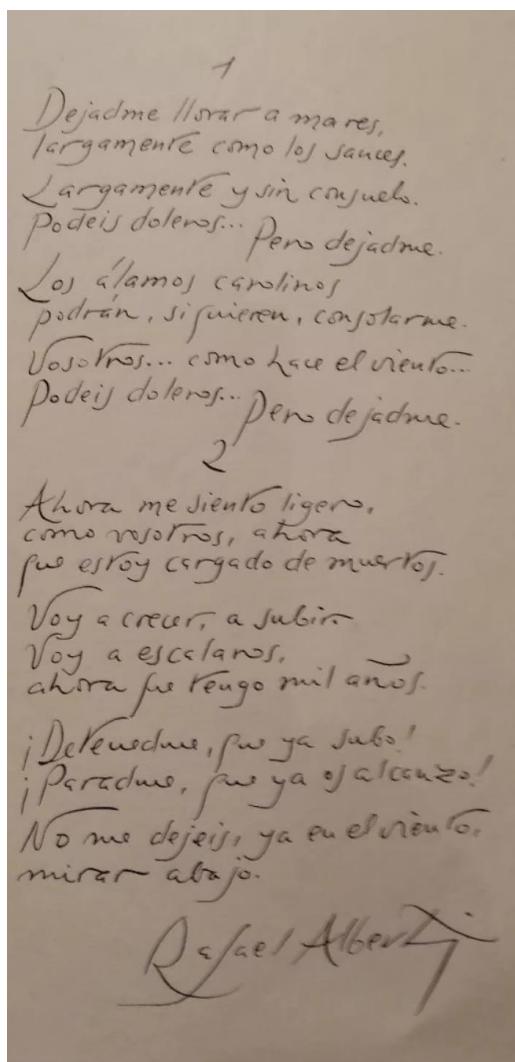 1
Dejadme llorar a mares,
largamente como los sauces.
Largamente y sin consuelo.
Podeis doleros...
Pero dejadme.
Los álamos carolinos
podrán, si quieren, consolarme.
Vosotros... como hace el viento...
Podeis doleros...
Pero dejadme.
2
Ahora me siento ligero,
como vosotros, ahora
que estoy cargado de muertos.
Voy a crecer, a subir.
Voy a escalaros,
ahora que tengo mil años.
¡Detenedme, que ya subo!
¡Paradme, que ya os alcanzo!
No me dejeis, ya en el viento,
mirar abajo.
Rafael Alberti